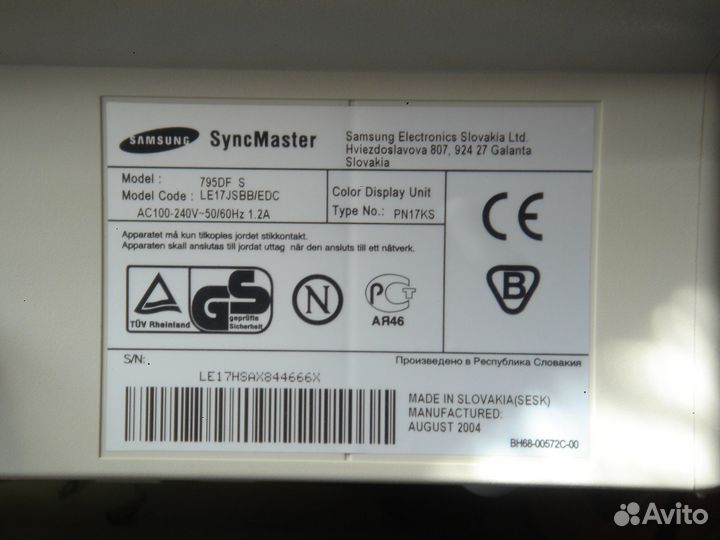 SAMSUNG SyncMaster
Samsung Electronics Slovakia Ltd.
Hviezdoslavova 807, 924 27 Galanta
Slovakia
Model : 795DF S
Model Code : LE17JSBB/EDC
AC100-240V~50/60Hz 1.2A
Color Display Unit
Type No.: PN17KS
CE
Apparatet må kun tilkoples jordet stikkontakt.
Apparaten skall anslutas till jordat uttag när den ansluts till ett nätverk.
TÜV Rheinland
GS
geprüfte
Sicherheit
N
РСТ
АЯ46
B
S/N:
Произведено в Республика Словакия
LE17HSAX844666X
MADE IN SLOVAKIA(SESK)
MANUFACTURED:
AUGUST 2004
BH68-00572C-00
Avito